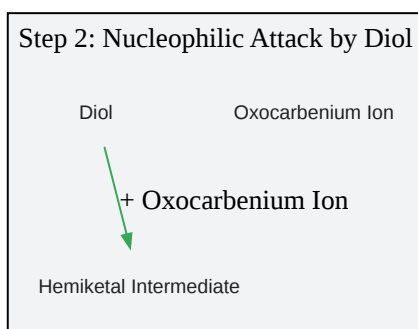 Step 2: Nucleophilic Attack by Diol
Diol
Oxocarbenium Ion
+ Oxocarbenium Ion
Hemiketal Intermediate